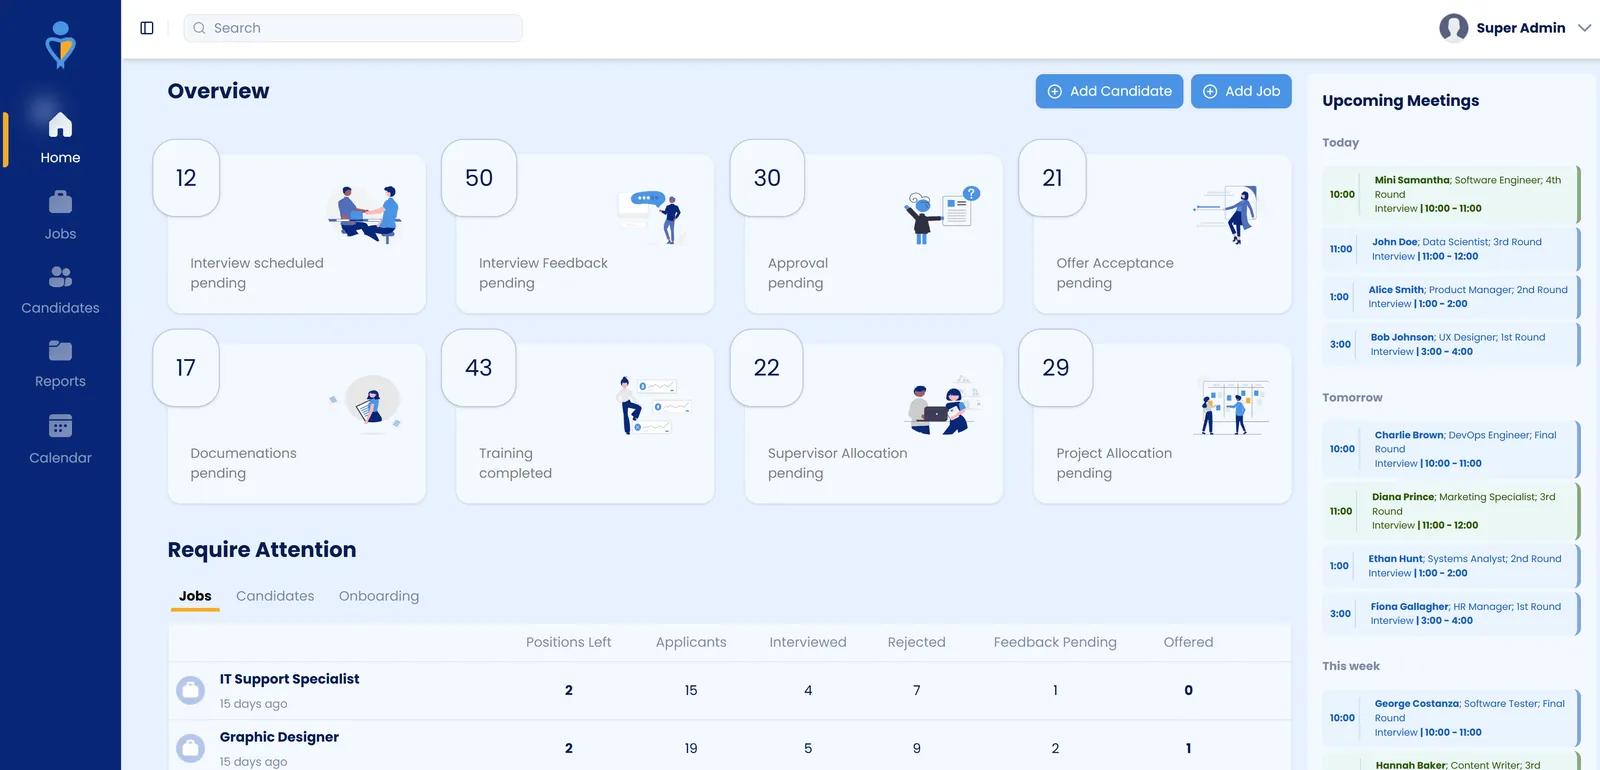 Search
Super Admin
Home
Jobs
Candidates
Reports
Calendar
Overview
Add Candidate
Add Job
12
Interview scheduled
pending
50
Interview Feedback
pending
30
Approval
pending
21
Offer Acceptance
pending
17
Documenations
pending
43
Training
completed
22
Supervisor Allocation
pending
29
Project Allocation
pending
Require Attention
Jobs Candidates Onboarding
Positions Left Applicants Interviewed Rejected Feedback Pending Offered
IT Support Specialist
15 days ago
2 15 4 7 1 0
Graphic Designer
15 days ago
2 19 5 9 2 1
Upcoming Meetings
Today
10:00
Mini Samantha; Software Engineer; 4th
Round
Interview | 10:00 - 11:00
11:00
John Doe; Data Scientist; 3rd Round
Interview | 11:00 - 12:00
1:00
Alice Smith; Product Manager; 2nd Round
Interview | 1:00 - 2:00
3:00
Bob Johnson; UX Designer; 1st Round
Interview | 3:00 - 4:00
Tomorrow
10:00
Charlie Brown; DevOps Engineer; Final
Round
Interview | 10:00 - 11:00
11:00
Diana Prince; Marketing Specialist; 3rd
Round
Interview | 11:00 - 12:00
1:00
Ethan Hunt; Systems Analyst; 2nd Round
Interview | 1:00 - 2:00
3:00
Fiona Gallagher; HR Manager; 1st Round
Interview | 3:00 - 4:00
This week
10:00
George Costanza; Software Tester; Final
Round
Interview | 10:00 - 11:00
Hannah Baker; Content Writer; 3rd